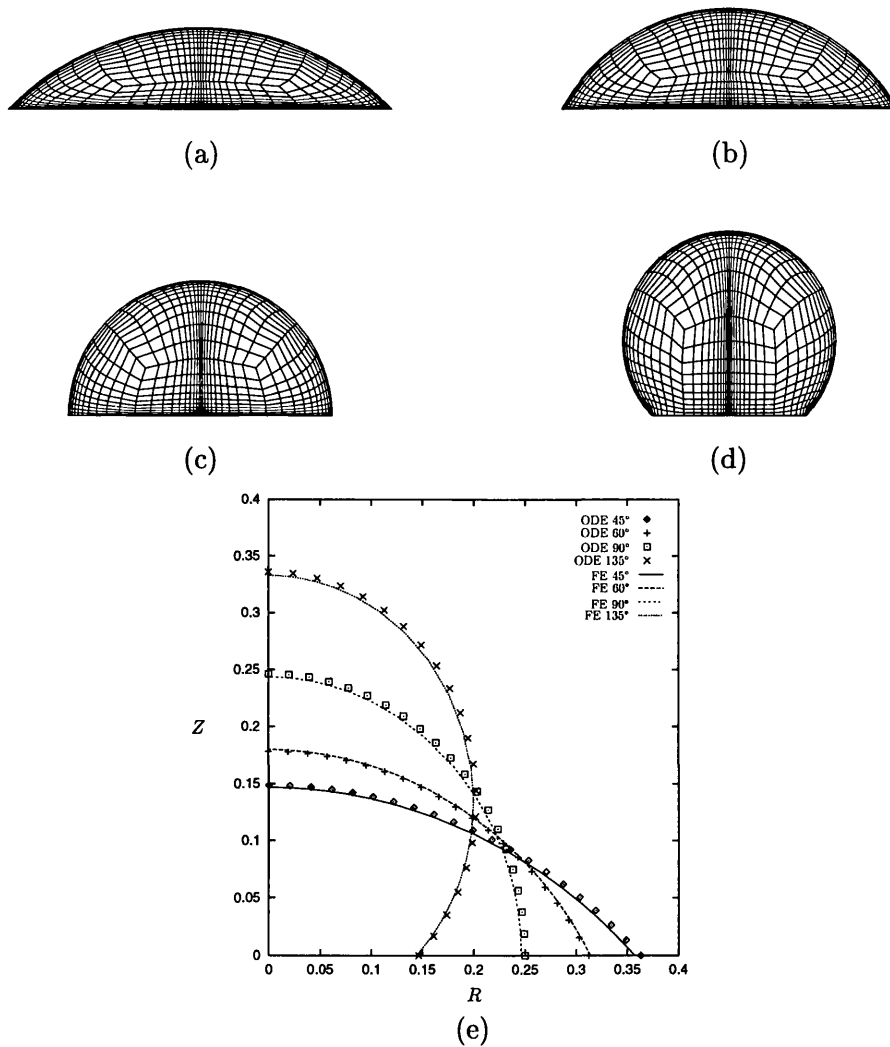 (a)
(b)
(c)
(d)
0.4
0.35
0.3
0.25
0.2
0.15
0.1
0.05
0
Z
ODE 45°
ODE 60°
ODE 90°
ODE 135°
FE 45°
FE 60°
FE 90°
FE 135°
0 0.05 0.1 0.15 0.2 0.25 0.3 0.35 0.4
R
(e)